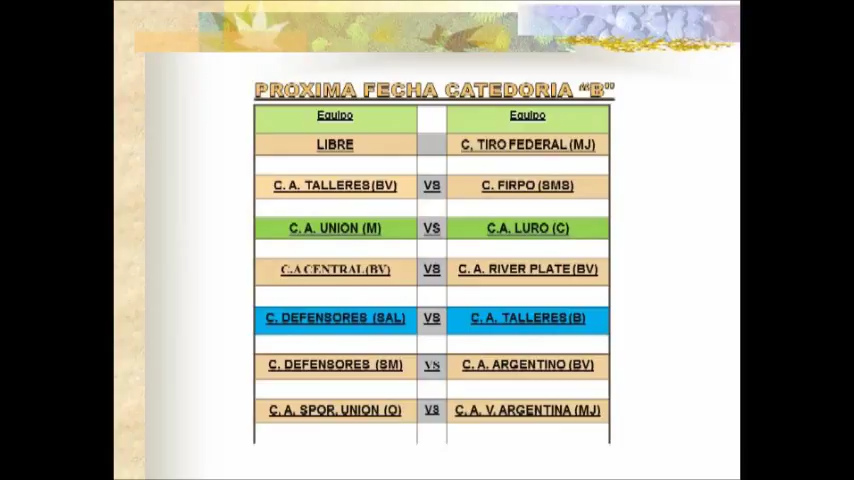 PROXIMA FECHA CATEDORIA “B”
Equipo Equipo
LIBRE C, TIRO FEDERAL (MJ)
C. A. TALLERES (BV) VS C. FIRPO (SMS)
C. A. UNION (M) VS C.A. LURO (C)
C.A CENTRAL (BV) VS C. A. RIVER PLATE (BV)
C. DEFENSORES (SAL) VS C. A. TALLERES (B)
C. DEFENSORES (SM) VS C. A. ARGENTINO (BV)
C, A, SPOR, UNION (O) VS C, A, V, ARGENTINA (MJ)